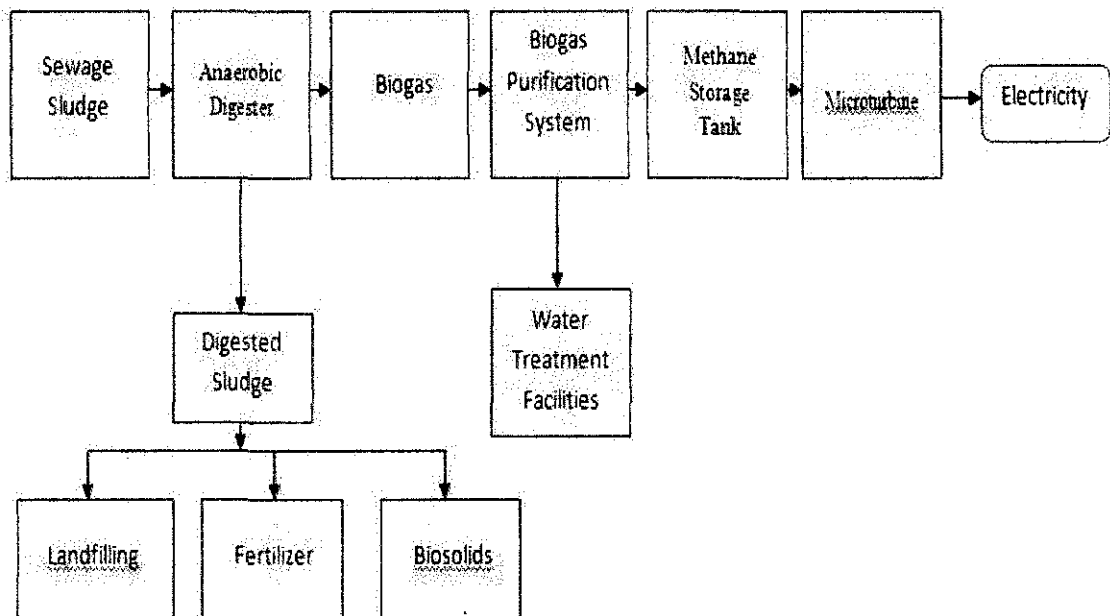 Sewage
Sludge
Anaerobic
Digester
Biogas
Biogas
Purification
System
Methane
Storage
Tank
Microturbine
Electricity
Digested
Sludge
Water
Treatment
Facilities
Landfilling
Fertilizer
Biosolids